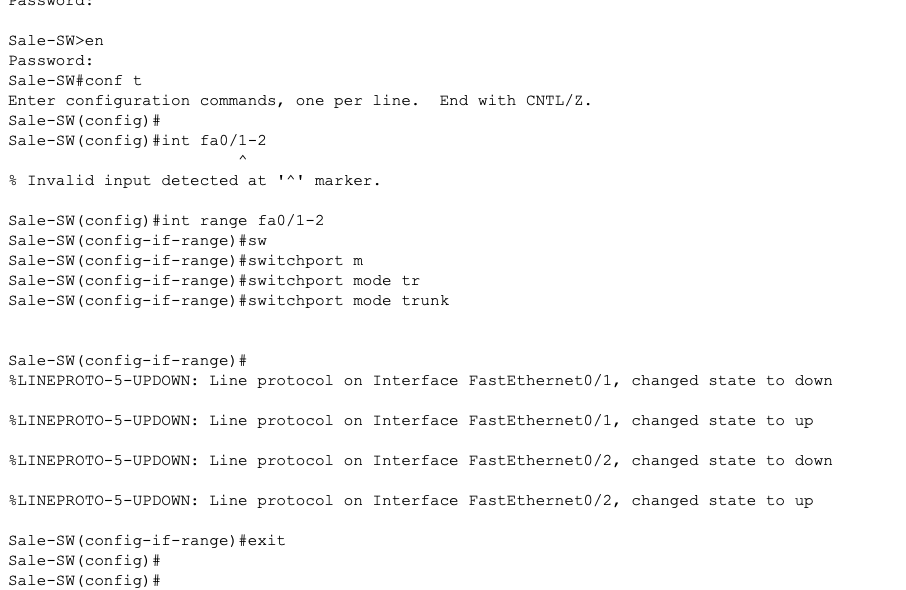 Password:
Sale-SW>en
Password:
Sale-SW#conf t
Enter configuration commands, one per line.  End with CNTL/Z.
Sale-SW(config)#
Sale-SW(config)#int fa0/1-2
^
% Invalid input detected at '^' marker.
Sale-SW(config)#int range fa0/1-2
Sale-SW(config-if-range)#sw
Sale-SW(config-if-range)#switchport m
Sale-SW(config-if-range)#switchport mode tr
Sale-SW(config-if-range)#switchport mode trunk
Sale-SW(config-if-range)#
%LINEPROTO-5-UPDOWN: Line protocol on Interface FastEthernet0/1, changed state to down
%LINEPROTO-5-UPDOWN: Line protocol on Interface FastEthernet0/1, changed state to up
%LINEPROTO-5-UPDOWN: Line protocol on Interface FastEthernet0/2, changed state to down
%LINEPROTO-5-UPDOWN: Line protocol on Interface FastEthernet0/2, changed state to up
Sale-SW(config-if-range)#exit
Sale-SW(config)#
Sale-SW(config)#